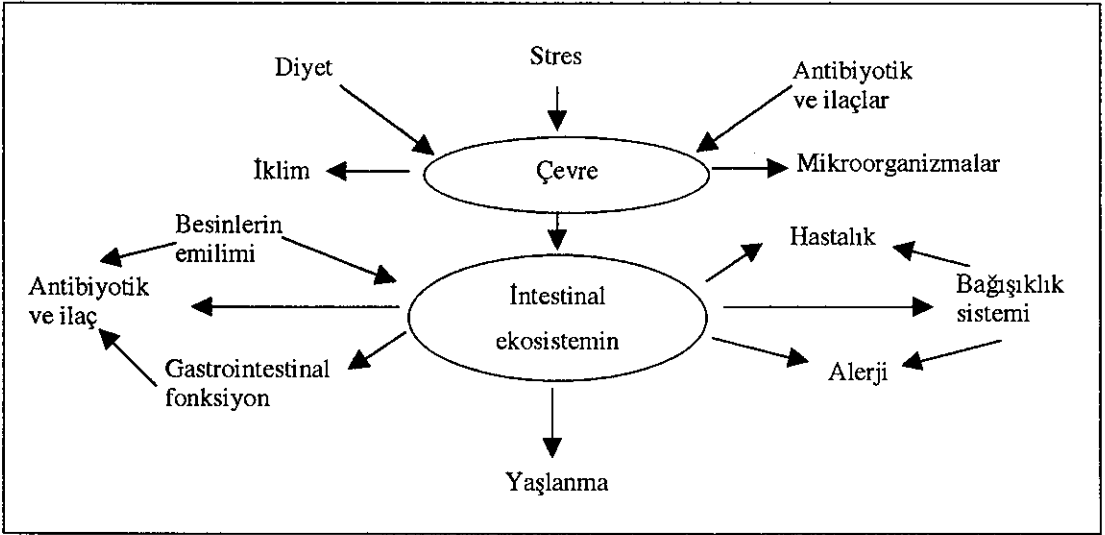 Diyet
Stres
Antibiyotik
ve ilaçlar
İklim
Çevre
Mikroorganizmalar
Besinlerin
emilimi
Hastalık
Antibiyotik
ve ilaç
İntestinal
ekosistemin
Bağışıklık
sistemi
Gastrointestinal
fonksiyon
Alerji
Yaşlanma